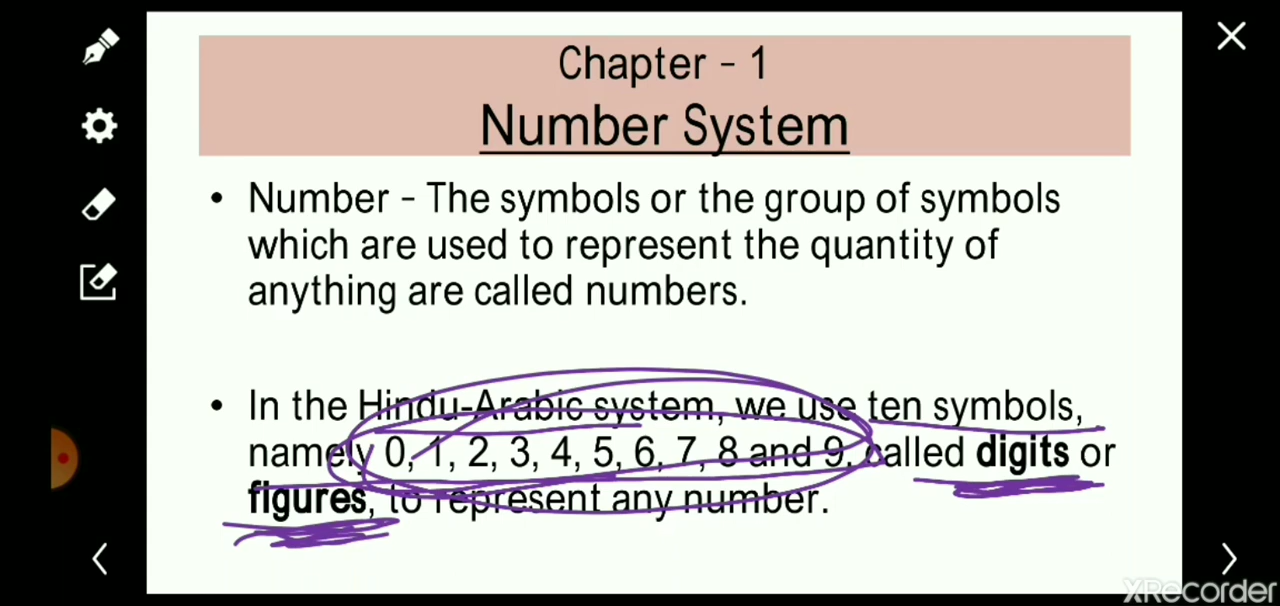 Chapter - 1
Number System
• Number - The symbols or the group of symbols
which are used to represent the quantity of
anything are called numbers.
• In the Hindu-Arabic system, we use ten symbols,
namely 0, 1, 2, 3, 4, 5, 6, 7, 8 and 9, called digits or
figures, to represent any number.
XRecorder